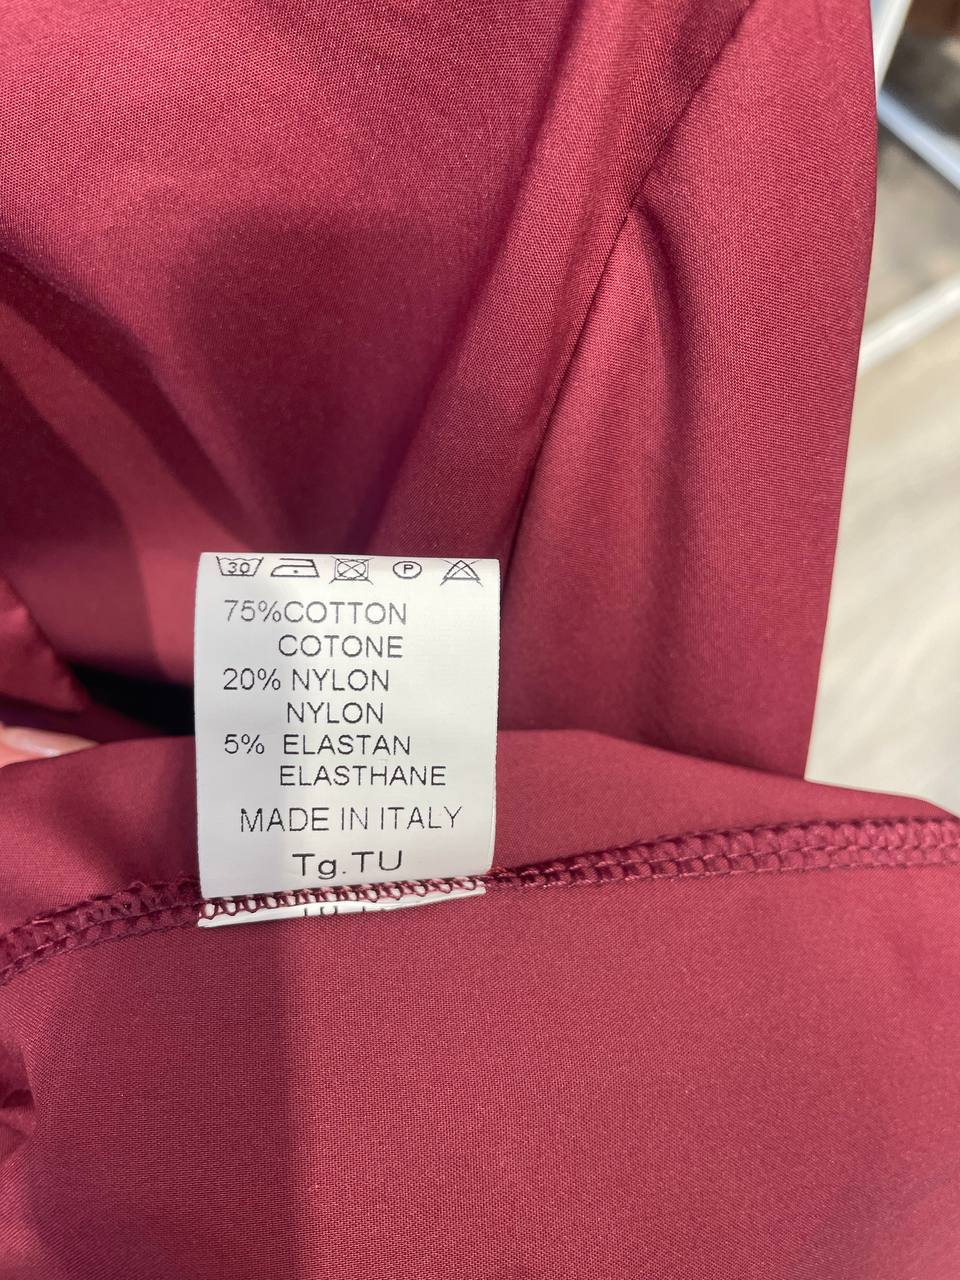 30 P
75%COTTON
COTONE
20% NYLON
NYLON
5% ELASTAN
ELASTHANE
MADE IN ITALY
Tg.TU